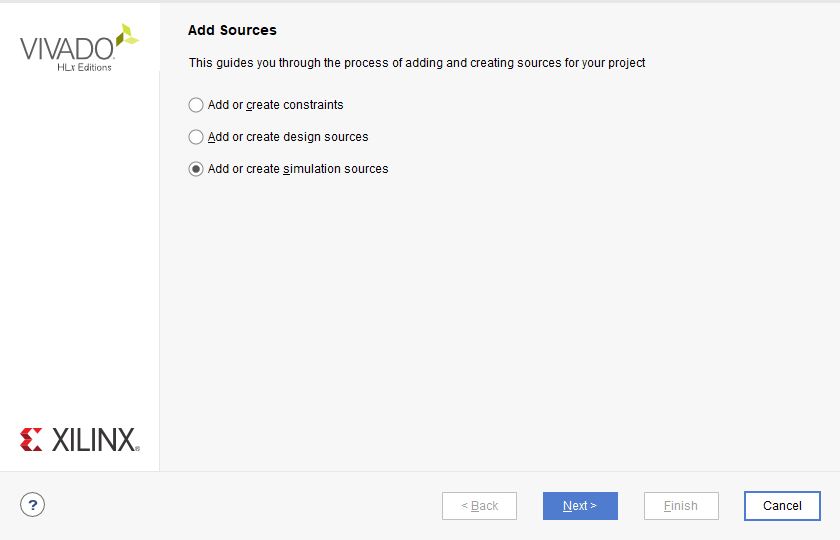 VIVADO.
HLx Editions
Add Sources
This guides you through the process of adding and creating sources for your project
Add or create constraints
Add or create design sources
Add or create simulation sources
XILINX®
?
< Back
Next >
Finish
Cancel